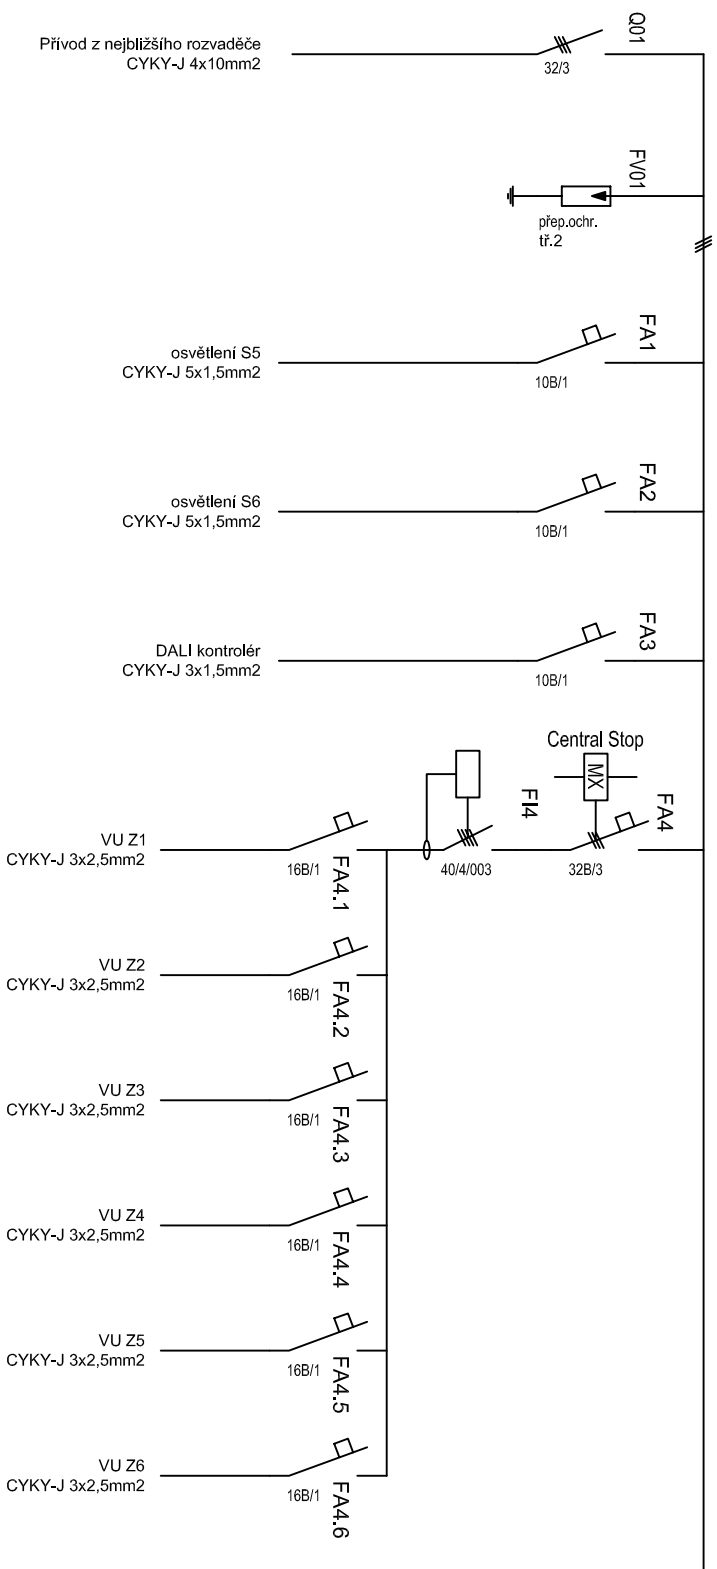 Přívod z nejbližšího rozvaděče
CYKY-J 4x10mm2
32/3
Q01
FV01
přep.ochr.
tř.2
osvětlení S5
CYKY-J 5x1,5mm2
10B/1
FA1
osvětlení S6
CYKY-J 5x1,5mm2
10B/1
FA2
DALI kontrolér
CYKY-J 3x1,5mm2
10B/1
FA3
Central Stop
MX
FI4
FA4
40/4/003
32B/3
VU Z1
CYKY-J 3x2,5mm2
16B/1
FA4.1
VU Z2
CYKY-J 3x2,5mm2
16B/1
FA4.2
VU Z3
CYKY-J 3x2,5mm2
16B/1
FA4.3
VU Z4
CYKY-J 3x2,5mm2
16B/1
FA4.4
VU Z5
CYKY-J 3x2,5mm2
16B/1
FA4.5
VU Z6
CYKY-J 3x2,5mm2
16B/1
FA4.6